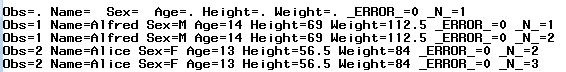 Obs=. Name=  Sex=  Age=. Height=. Weight=. _ERROR_=0 _N_=1
Obs=1 Name=Alfred Sex=M Age=14 Height=69 Weight=112.5 _ERROR_=0 _N_=1
Obs=1 Name=Alfred Sex=M Age=14 Height=69 Weight=112.5 _ERROR_=0 _N_=2
Obs=2 Name=Alice Sex=F Age=13 Height=56.5 Weight=84 _ERROR_=0 _N_=2
Obs=2 Name=Alice Sex=F Age=13 Height=56.5 Weight=84 _ERROR_=0 _N_=3